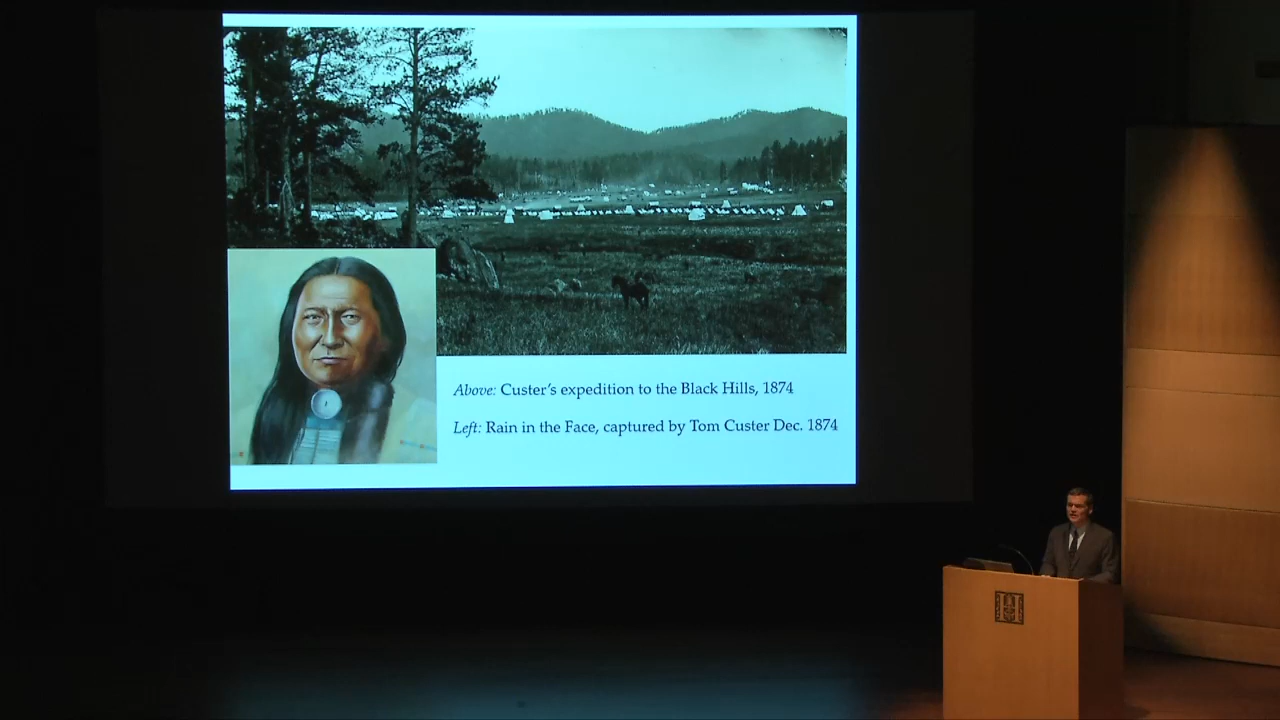 Above: Custer's expedition to the Black Hills, 1874
Left: Rain in the Face, captured by Tom Custer Dec. 1874
H